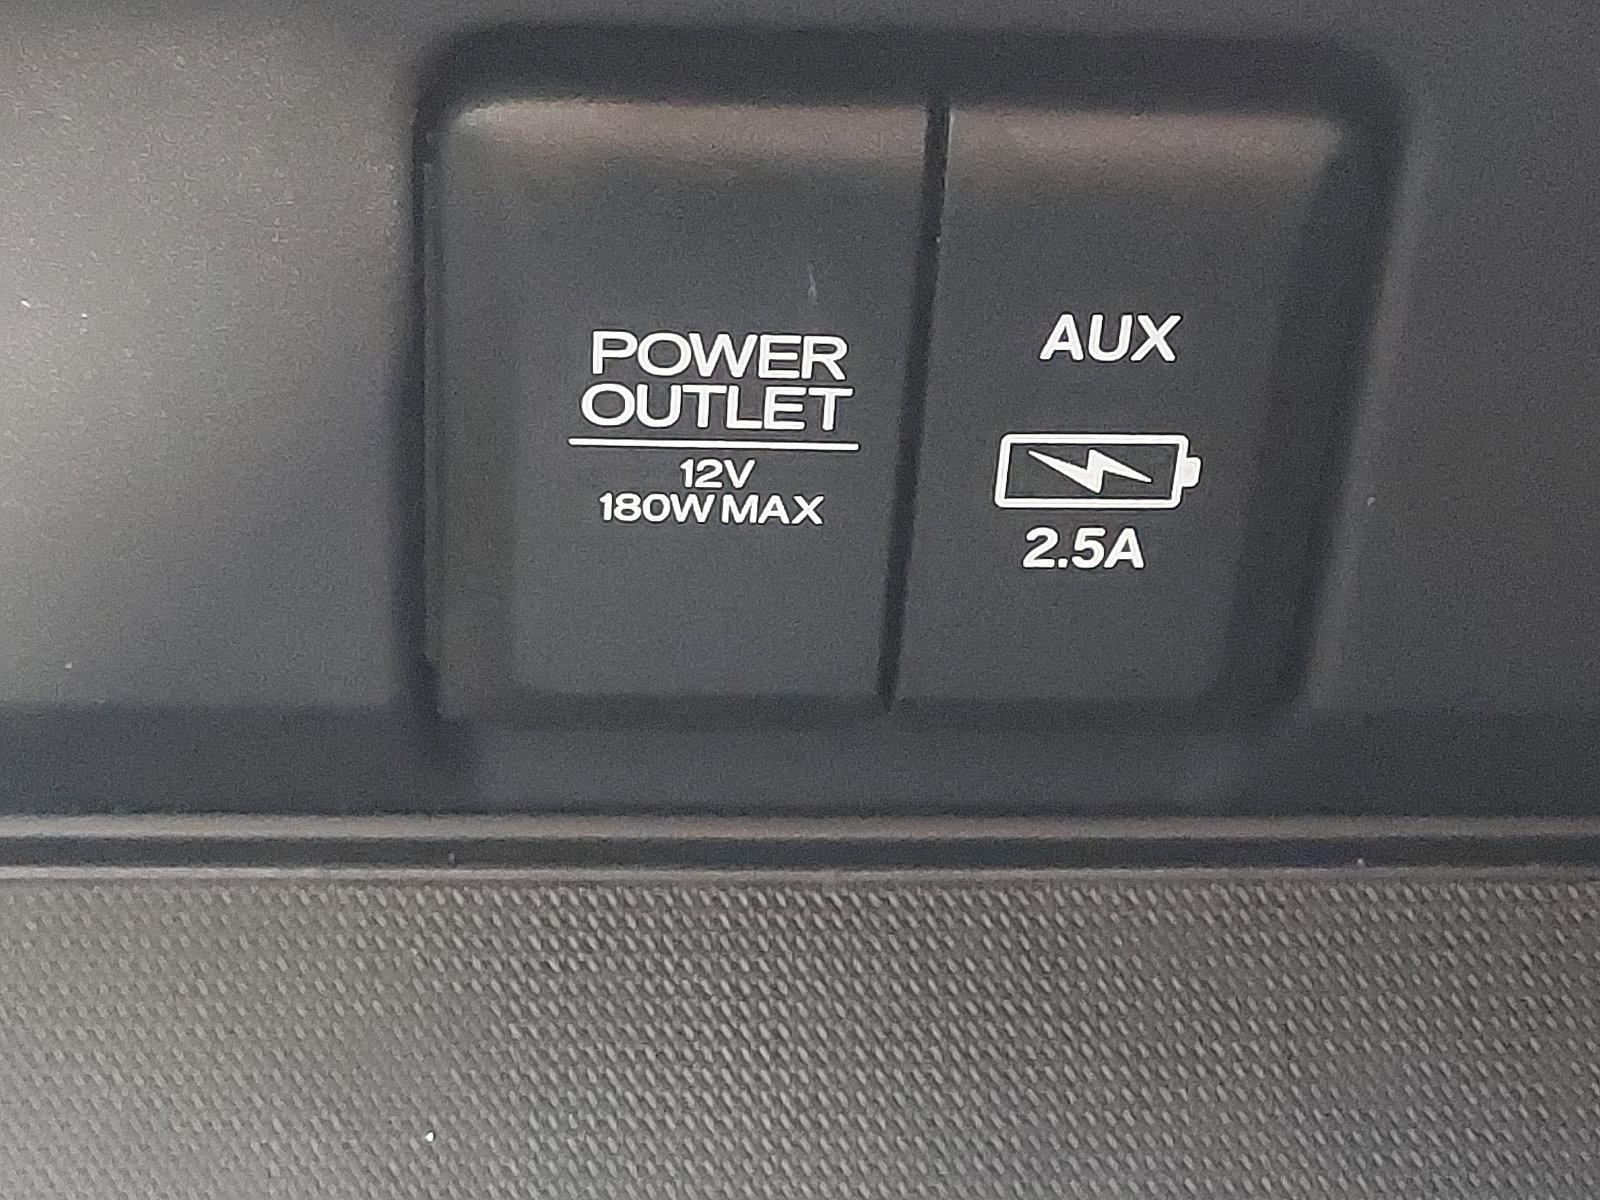 POWER
OUTLET
12V
180W MAX
AUX
2.5A